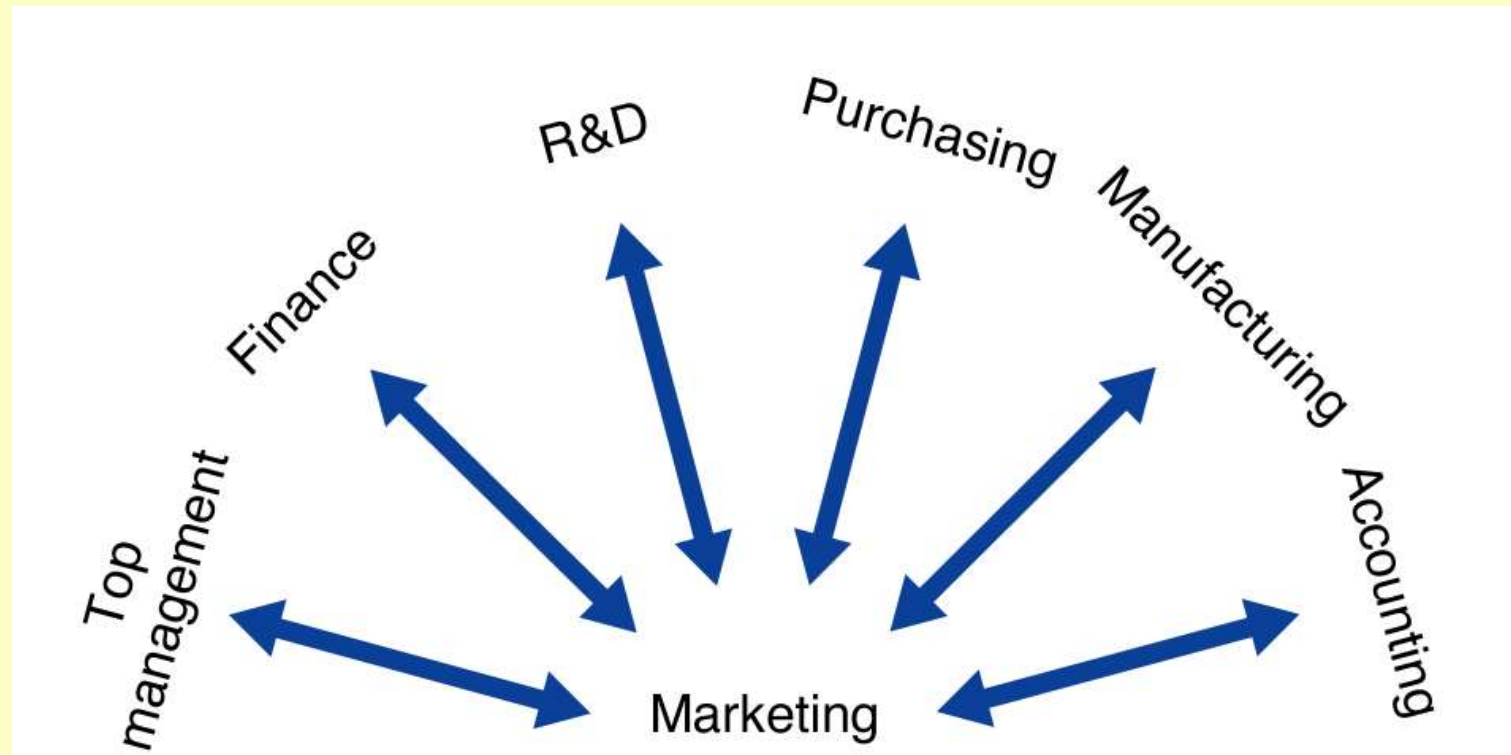 Top
management
Finance
R&D
Purchasing
Manufacturing
Accounting
Marketing